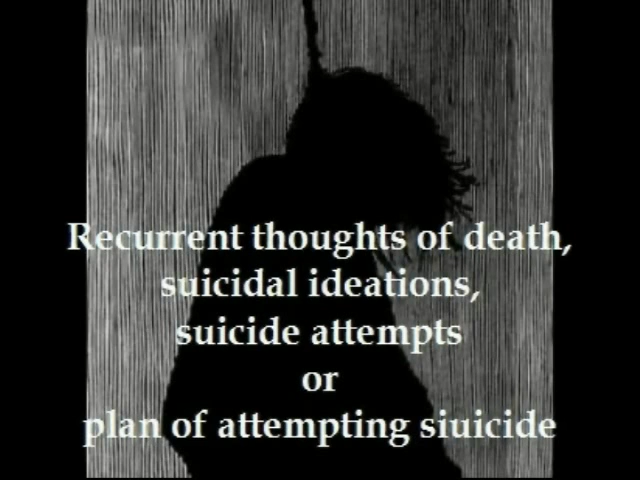 Recurrent thoughts of death,
suicidal ideations,
suicide attempts
or
plan of attempting siuicide